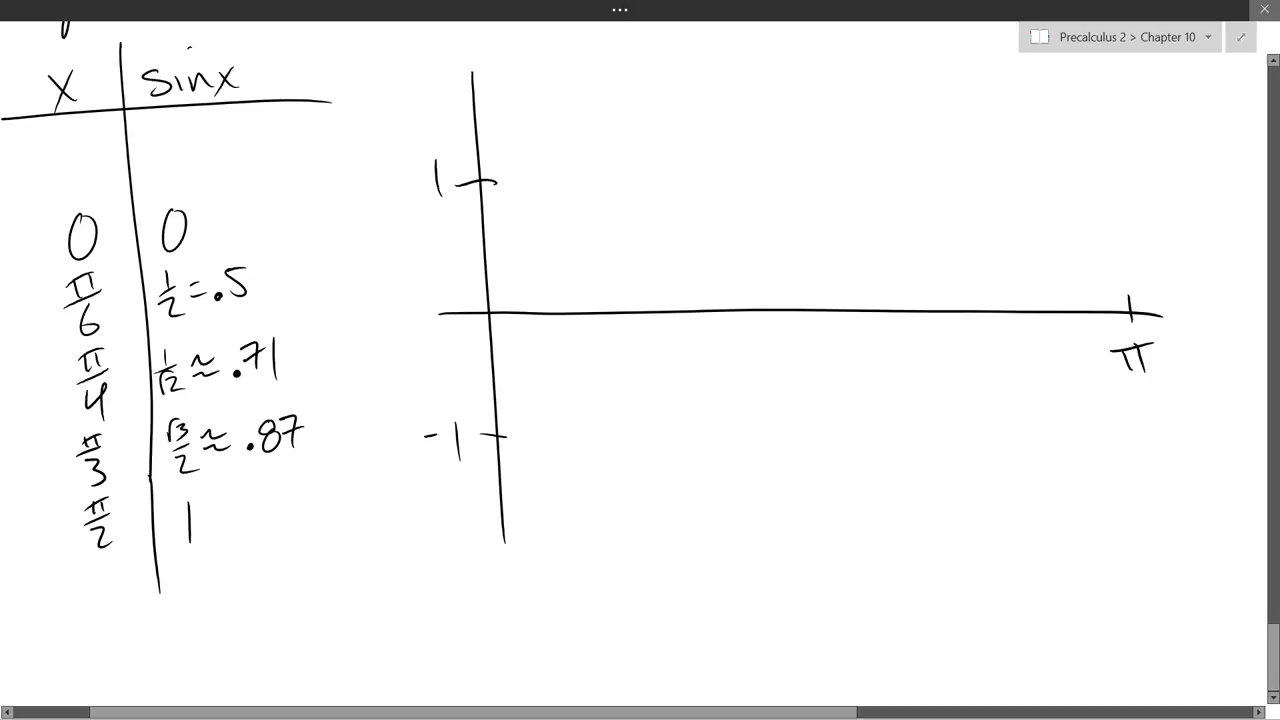 Precalculus 2 > Chapter 10
x sinx
0 0
π/6 1/2 = .5
π/4 1/√2 ≈ .71
π/3 √3/2 ≈ .87
π/2 1
1
π
-1